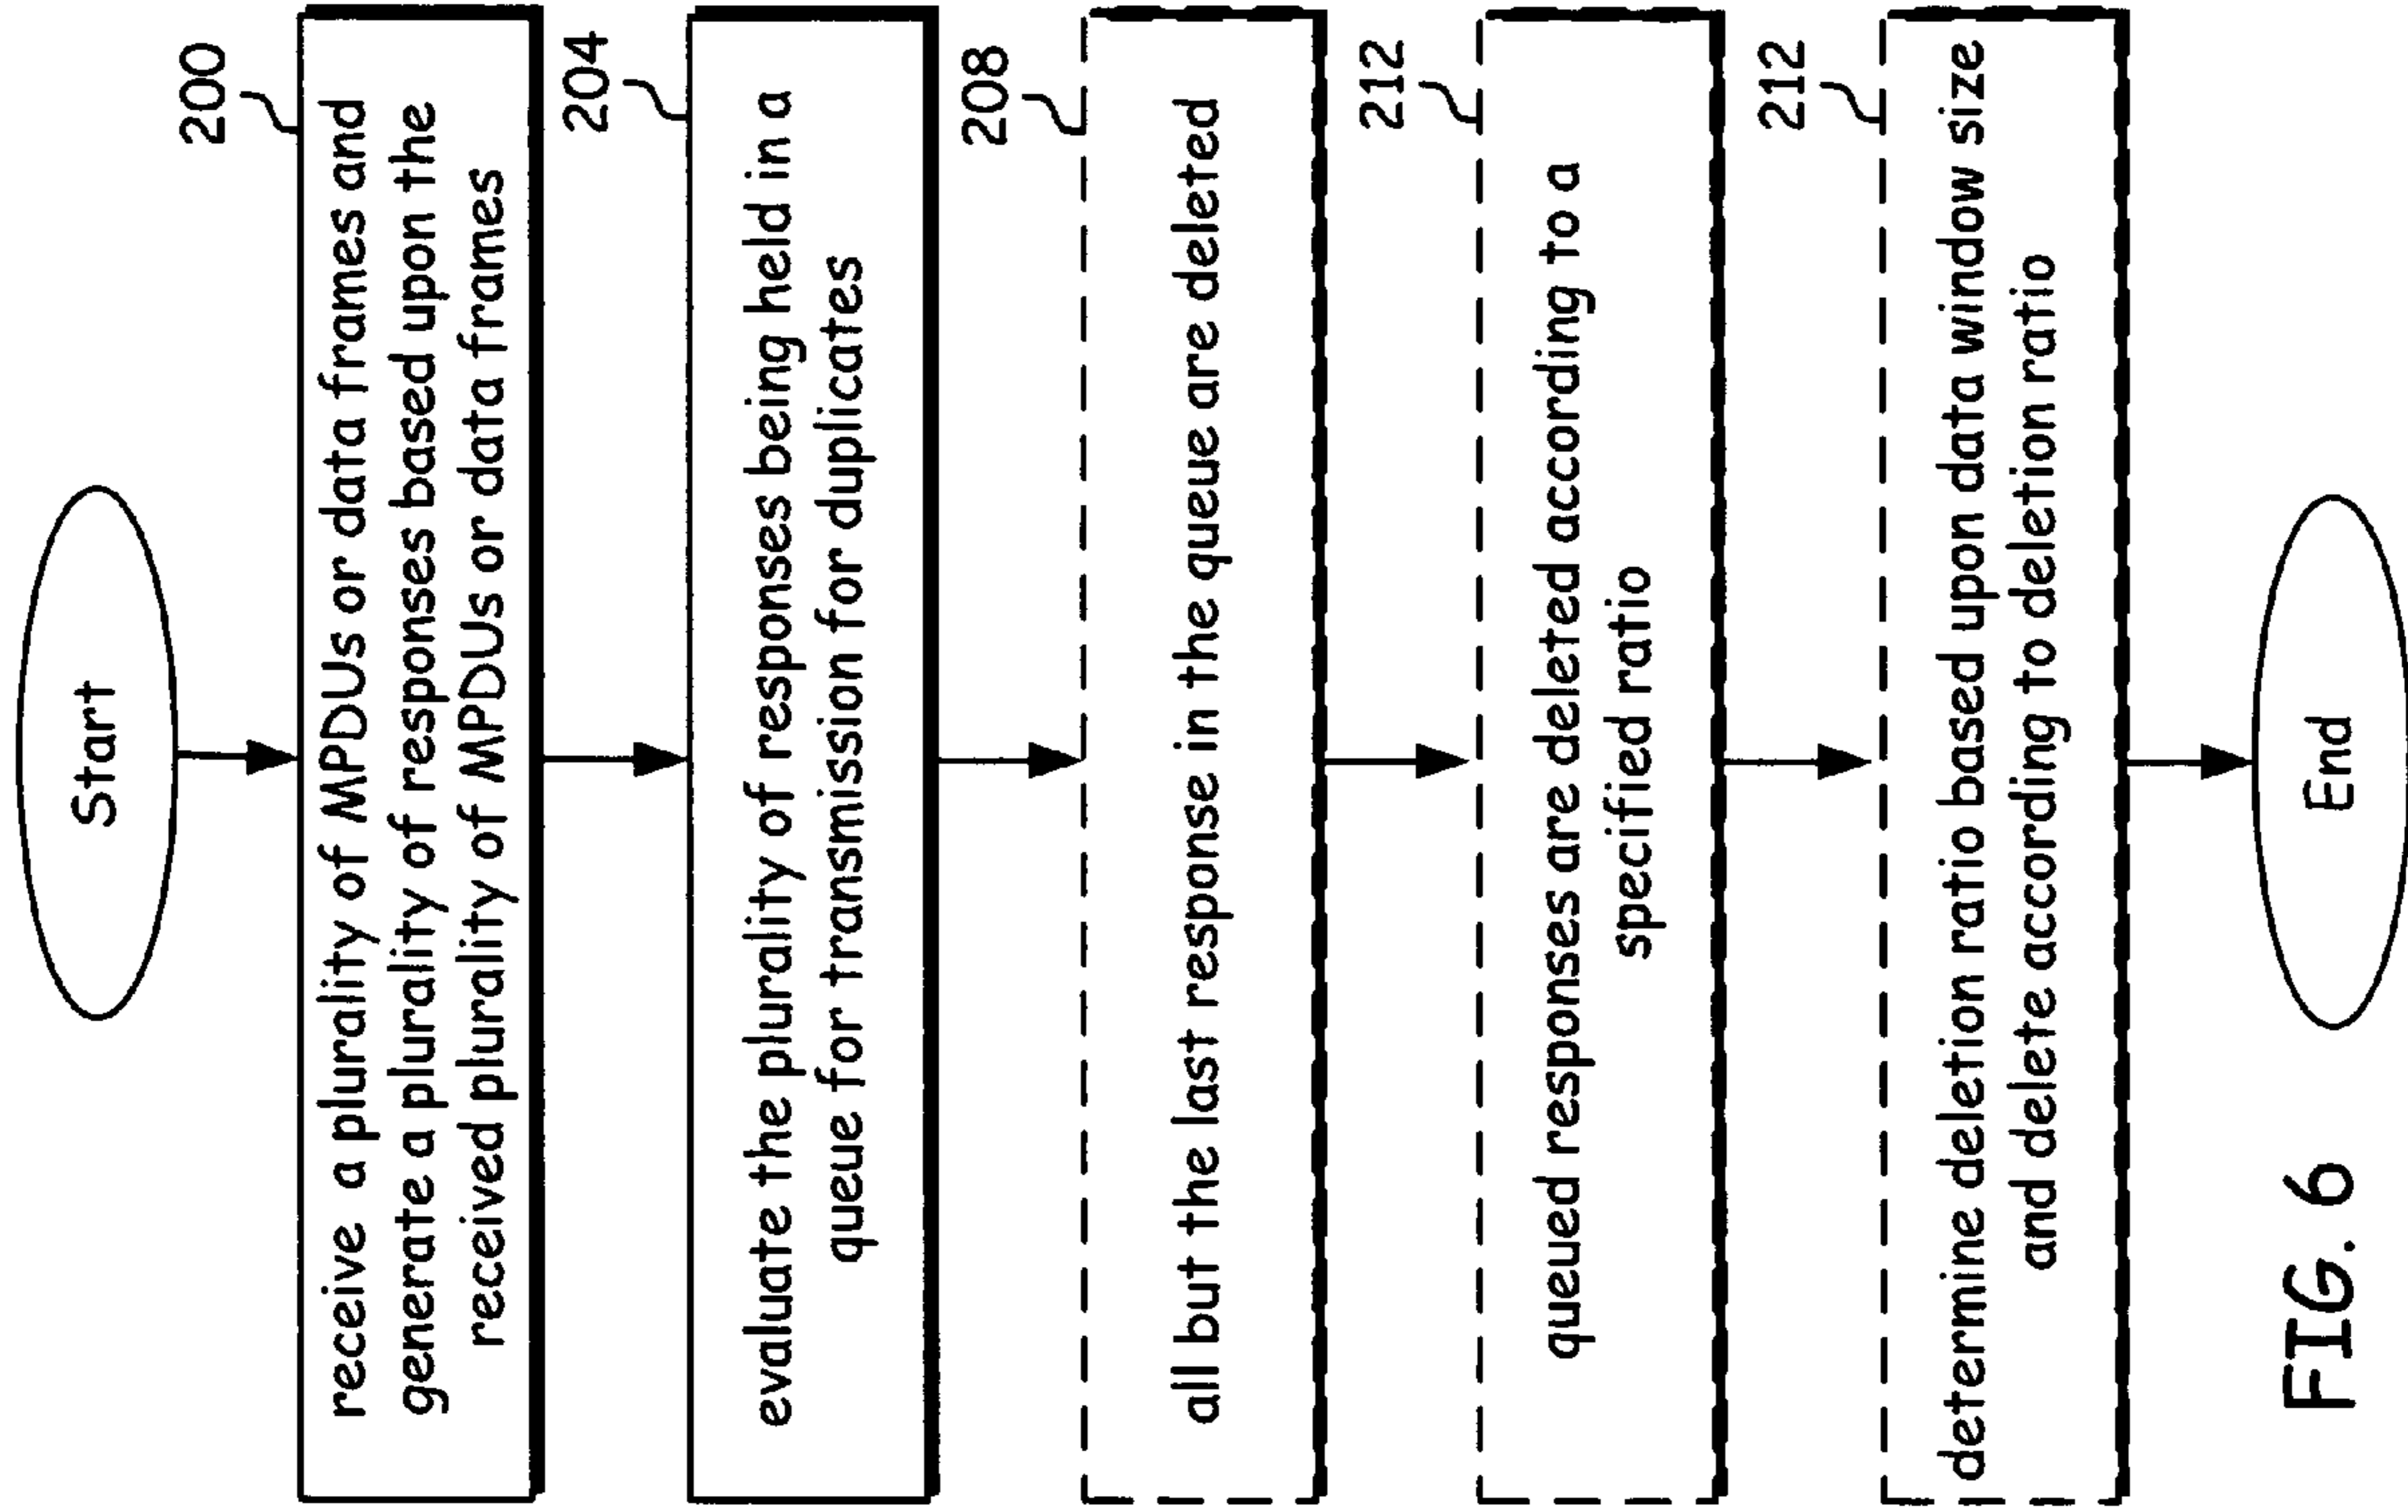 Start
200
receive a plurality of MPDUs or data frames and
generate a plurality of responses based upon the
received plurality of MPDUs or data frames
204
evaluate the plurality of responses being held in a
queue for transmission for duplicates
208
all but the last response in the queue are deleted
212
queued responses are deleted according to a
specified ratio
212
determine deletion ratio based upon data window size
and delete according to deletion ratio
End
FIG. 6